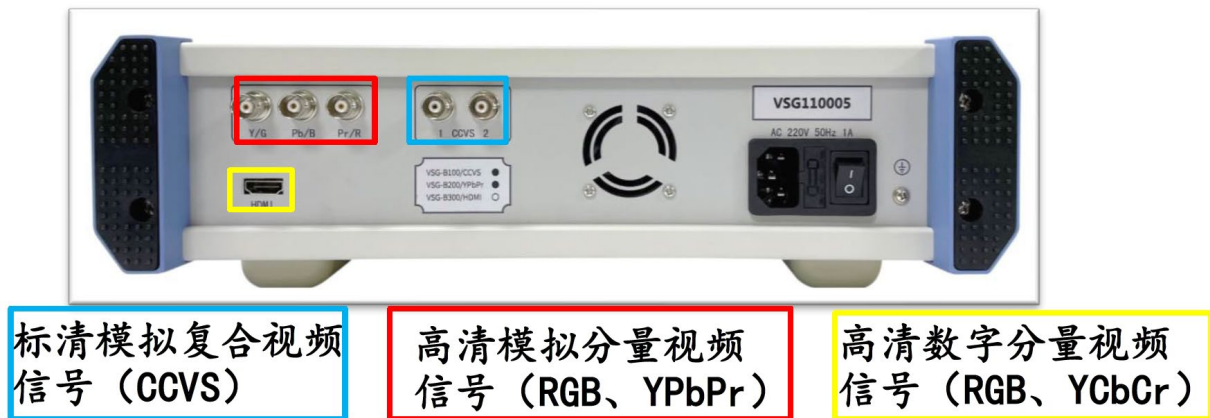 Y/G Pb/B Pr/R
1 CCVS 2
VSG110005
AC 220V 50Hz 1A
VSG-B100/CCVS
VSG-B200/YPbPr
VSG-B300/HDMI
HDMI
I
O
标清模拟复合视频
信号（CCVS）
高清模拟分量视频
信号（RGB、YPbPr）
高清数字分量视频
信号（RGB、YCbCr）